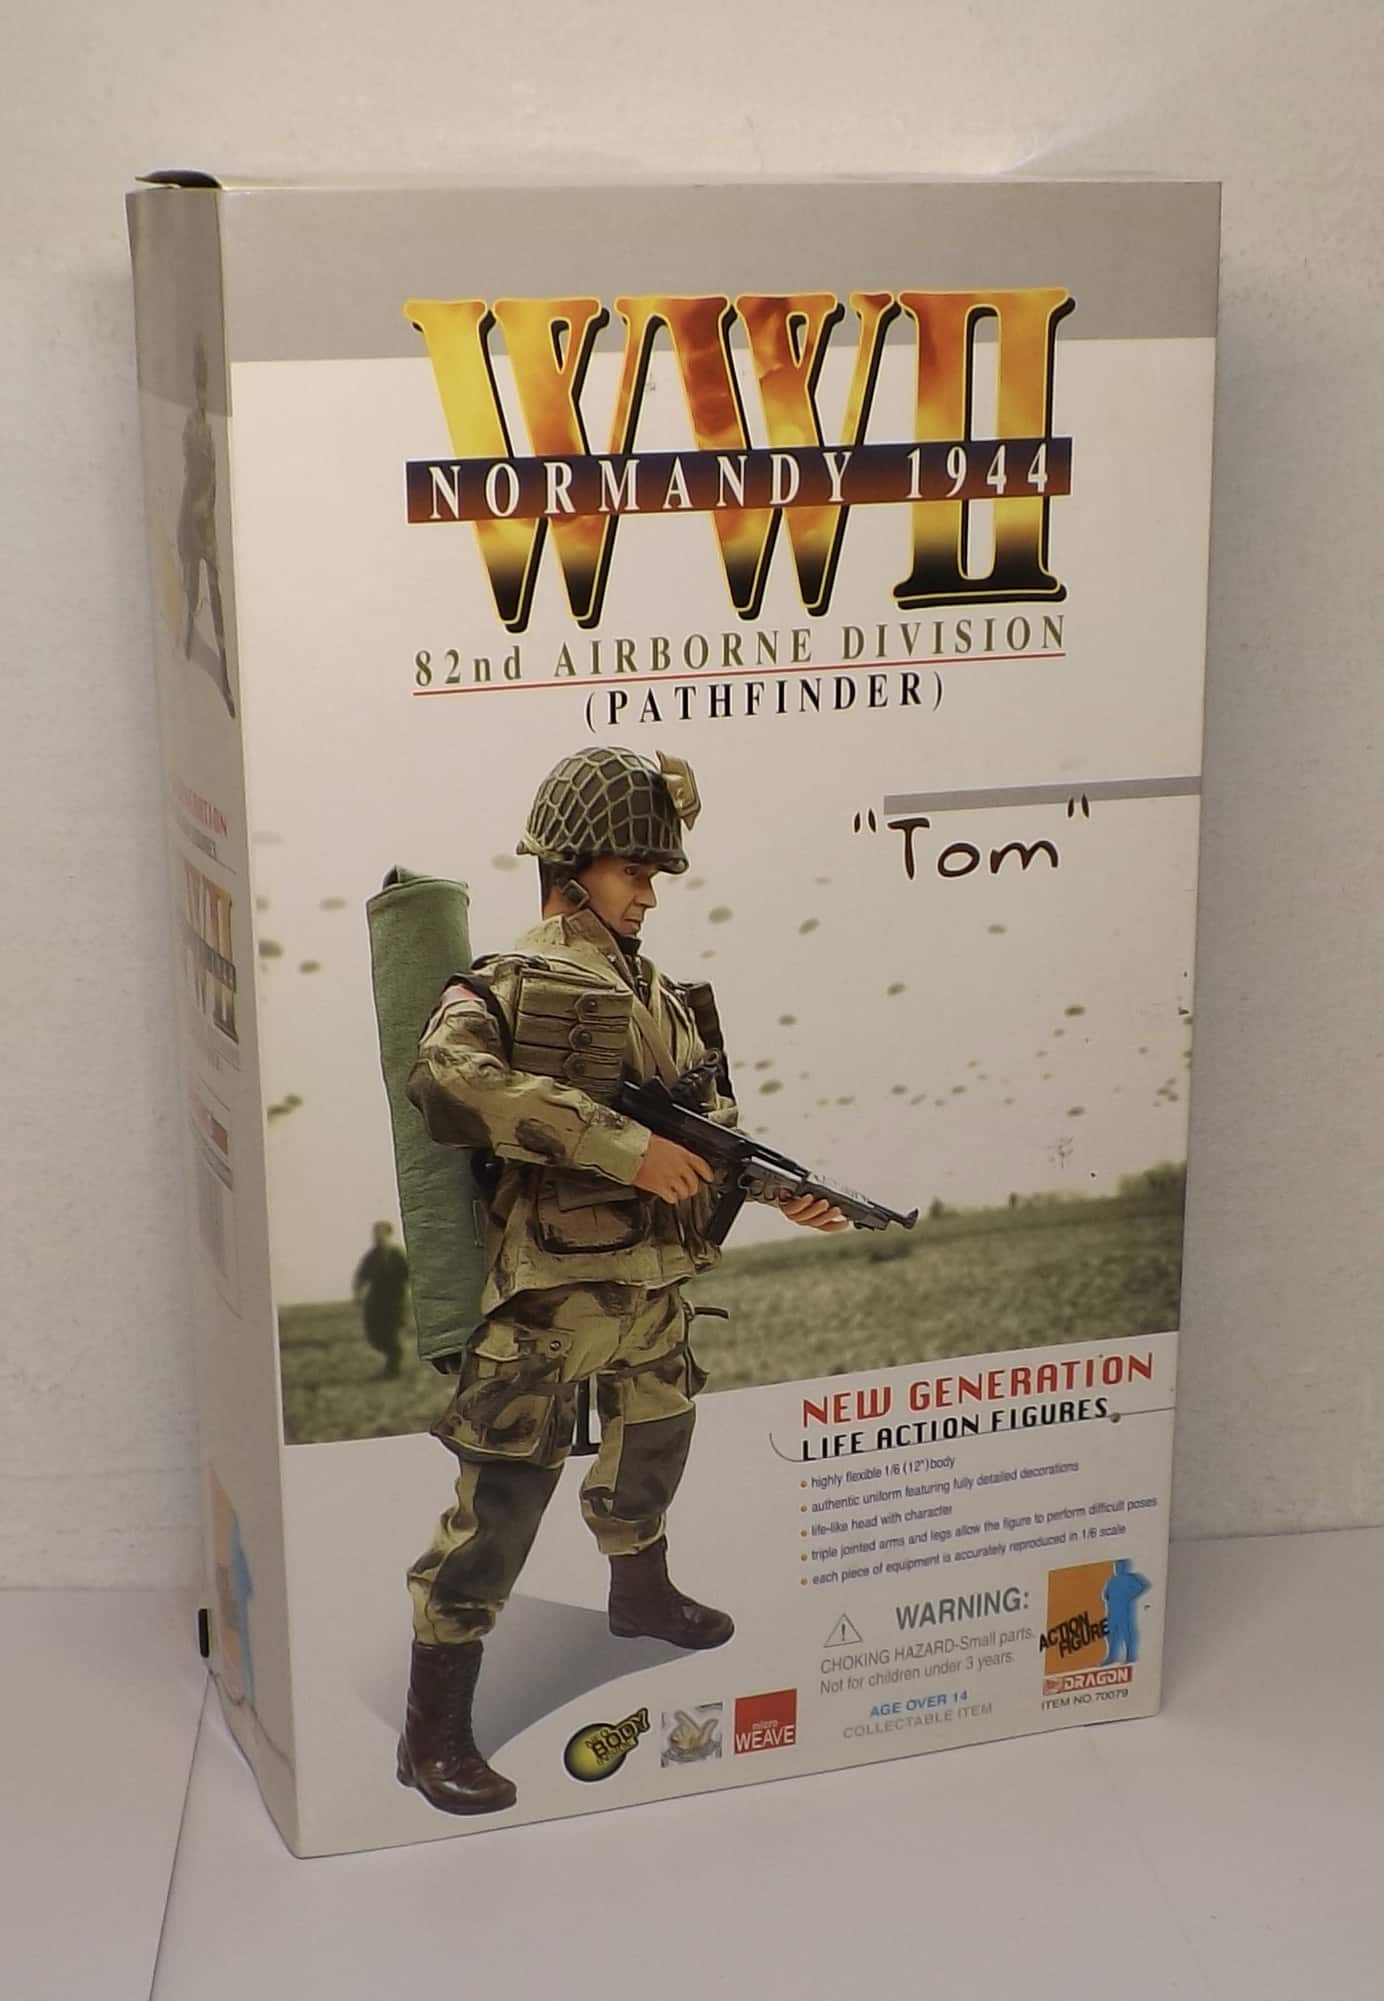 WWII
NORMANDY 1944
82nd AIRBORNE DIVISION
(PATHFINDER)
"Tom"
NEW GENERATION
LIFE ACTION FIGURES
• highly flexible 1/6 (12") body
• authentic uniform featuring fully detailed decorations
• life-like head with character
• triple jointed arms and legs allow the figure to perform difficult poses
• each piece of equipment is accurately reproduced in 1/6 scale
WARNING:
CHOKING HAZARD-Small parts.
Not for children under 3 years.
AGE OVER 14
COLLECTABLE ITEM
ACTION
FIGURE
DRAGON
ITEM NO.70079
NEO
BODY
micro
WEAVE